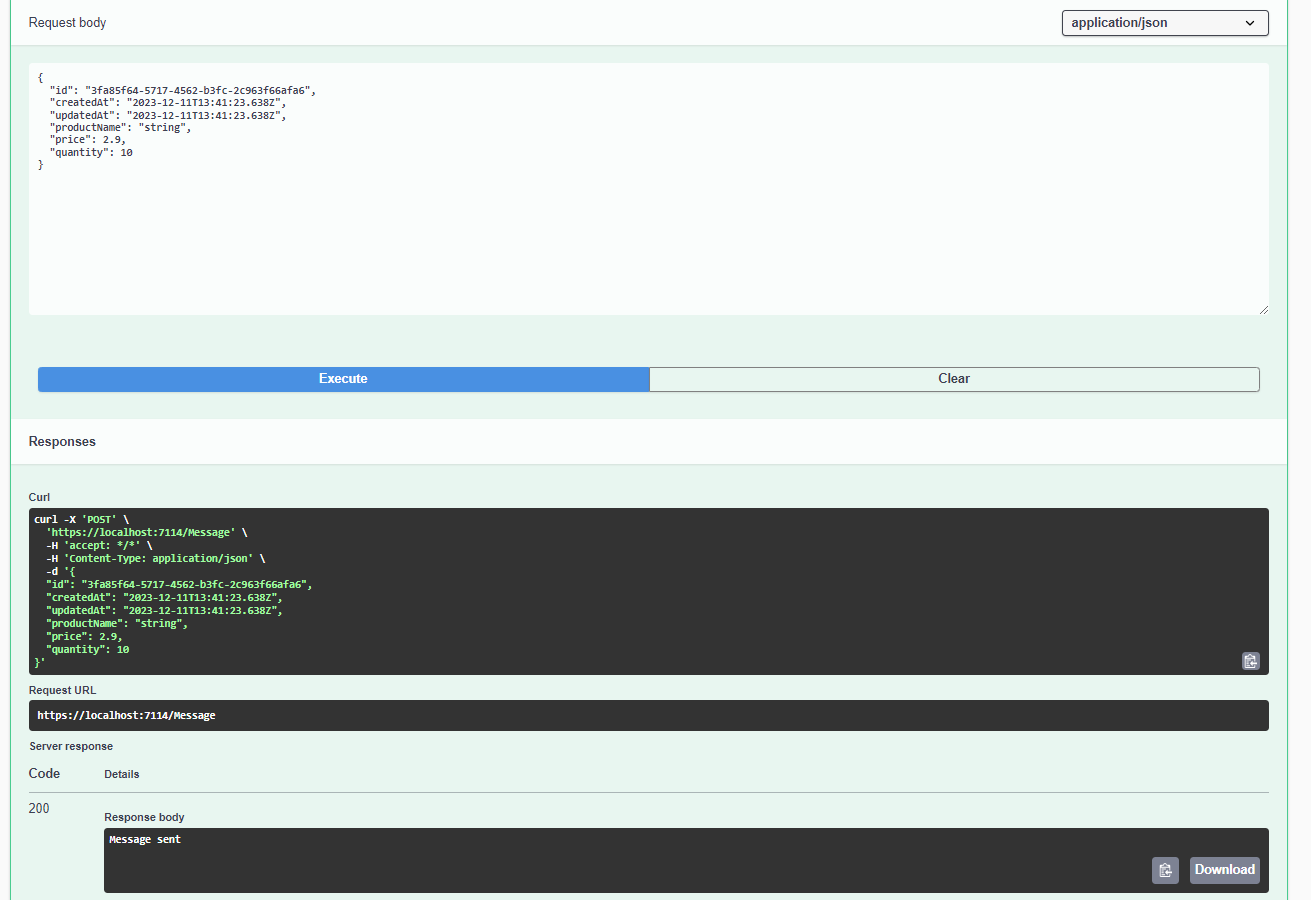 Request body
application/json
{
  "id": "3fa85f64-5717-4562-b3fc-2c963f66afa6",
  "createdAt": "2023-12-11T13:41:23.638Z",
  "updatedAt": "2023-12-11T13:41:23.638Z",
  "productName": "string",
  "price": 2.9,
  "quantity": 10
}
Execute
Clear
Responses
Curl
curl -X 'POST' \
  'https://localhost:7114/Message' \
  -H 'accept: */*' \
  -H 'Content-Type: application/json' \
  -d '{
  "id": "3fa85f64-5717-4562-b3fc-2c963f66afa6",
  "createdAt": "2023-12-11T13:41:23.638Z",
  "updatedAt": "2023-12-11T13:41:23.638Z",
  "productName": "string",
  "price": 2.9,
  "quantity": 10
}'
Request URL
https://localhost:7114/Message
Server response
Code
Details
200
Response body
Message sent
Download